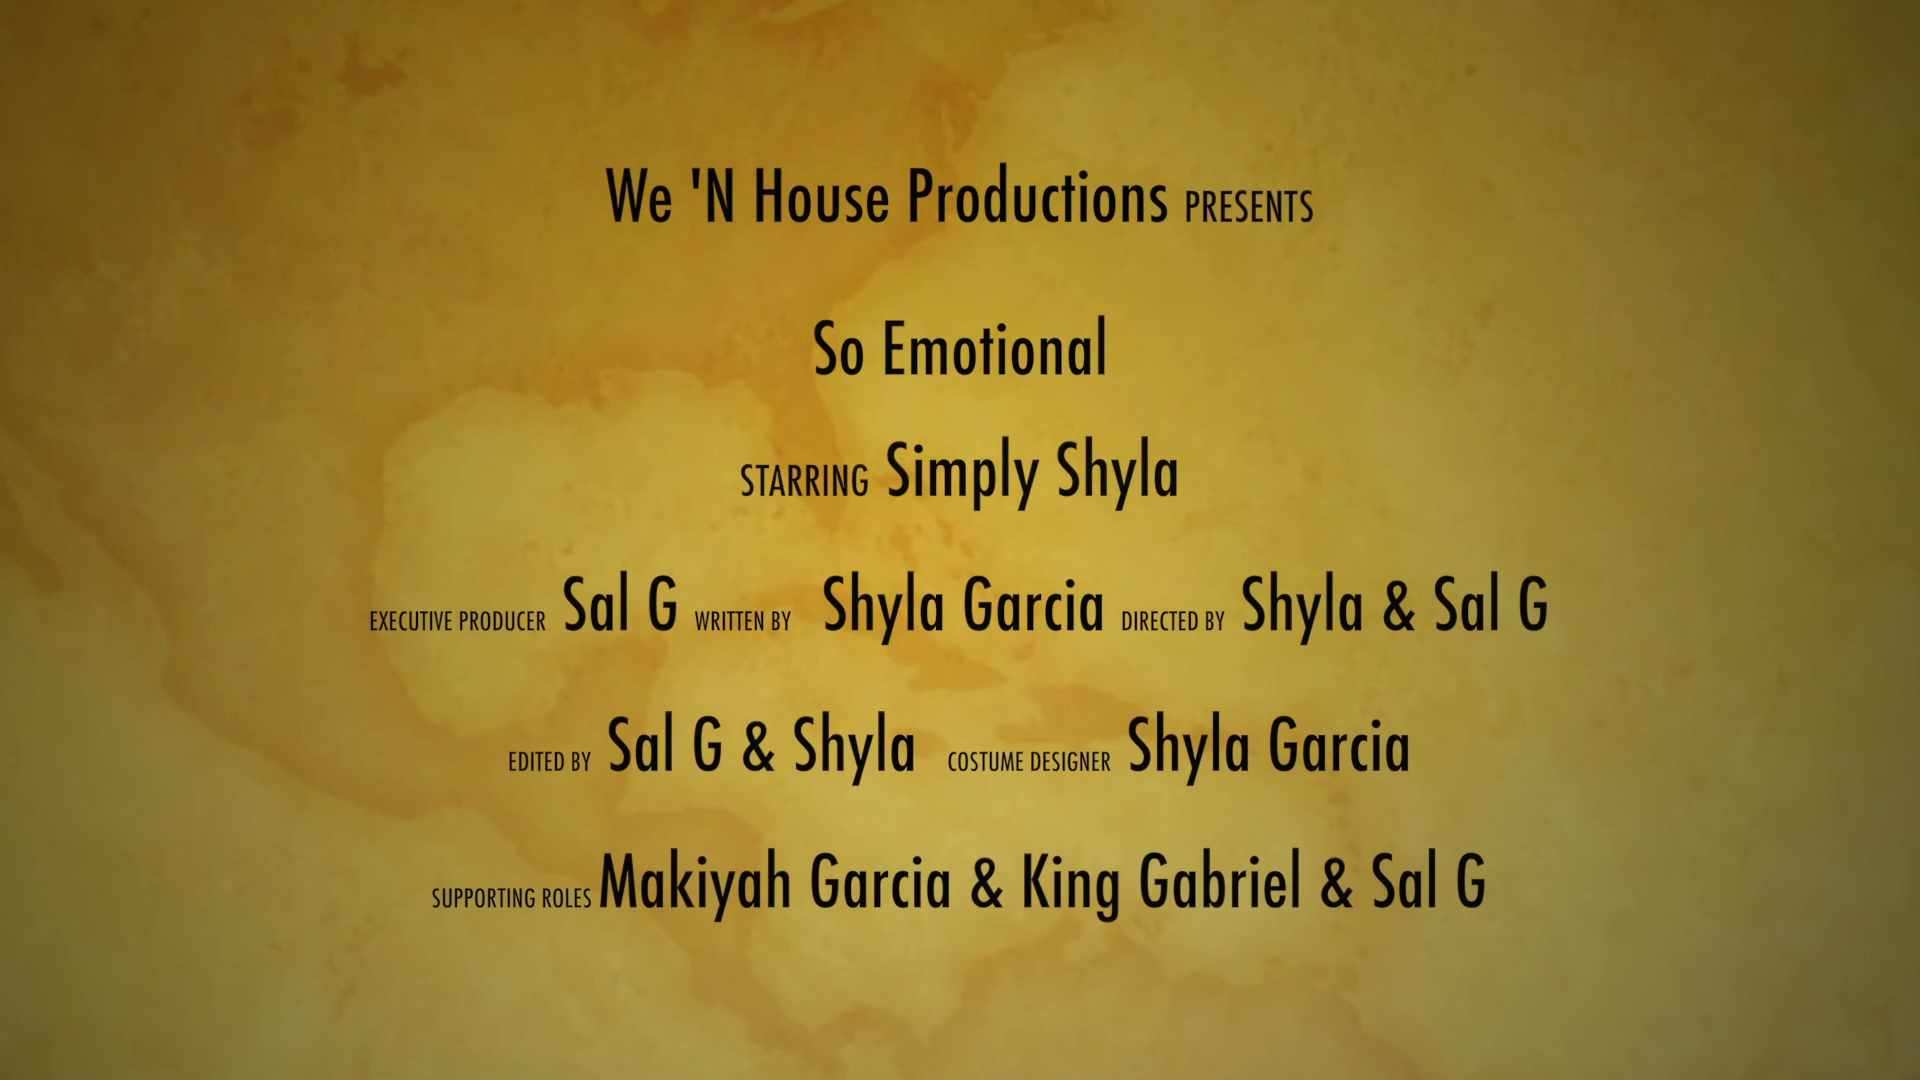 We 'N House Productions PRESENTS
So Emotional
STARRING Simply Shyla
EXECUTIVE PRODUCER Sal G WRITTEN BY Shyla Garcia DIRECTED BY Shyla & Sal G
EDITED BY Sal G & Shyla COSTUME DESIGNER Shyla Garcia
SUPPORTING ROLES Makiyah Garcia & King Gabriel & Sal G